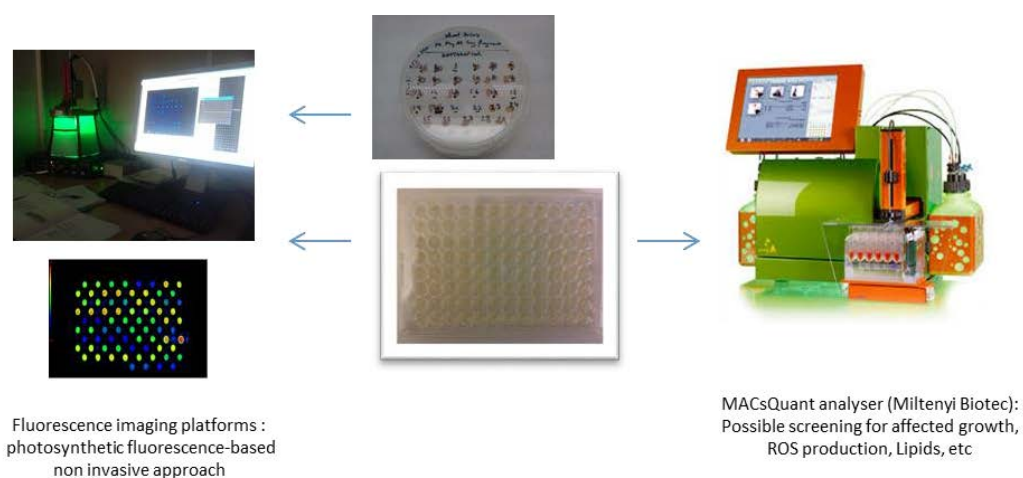 Fluorescence imaging platforms :
photosynthetic fluorescence-based
non invasive approach
MACsQuant analyser (Miltenyi Biotec):
Possible screening for affected growth,
ROS production, Lipids, etc